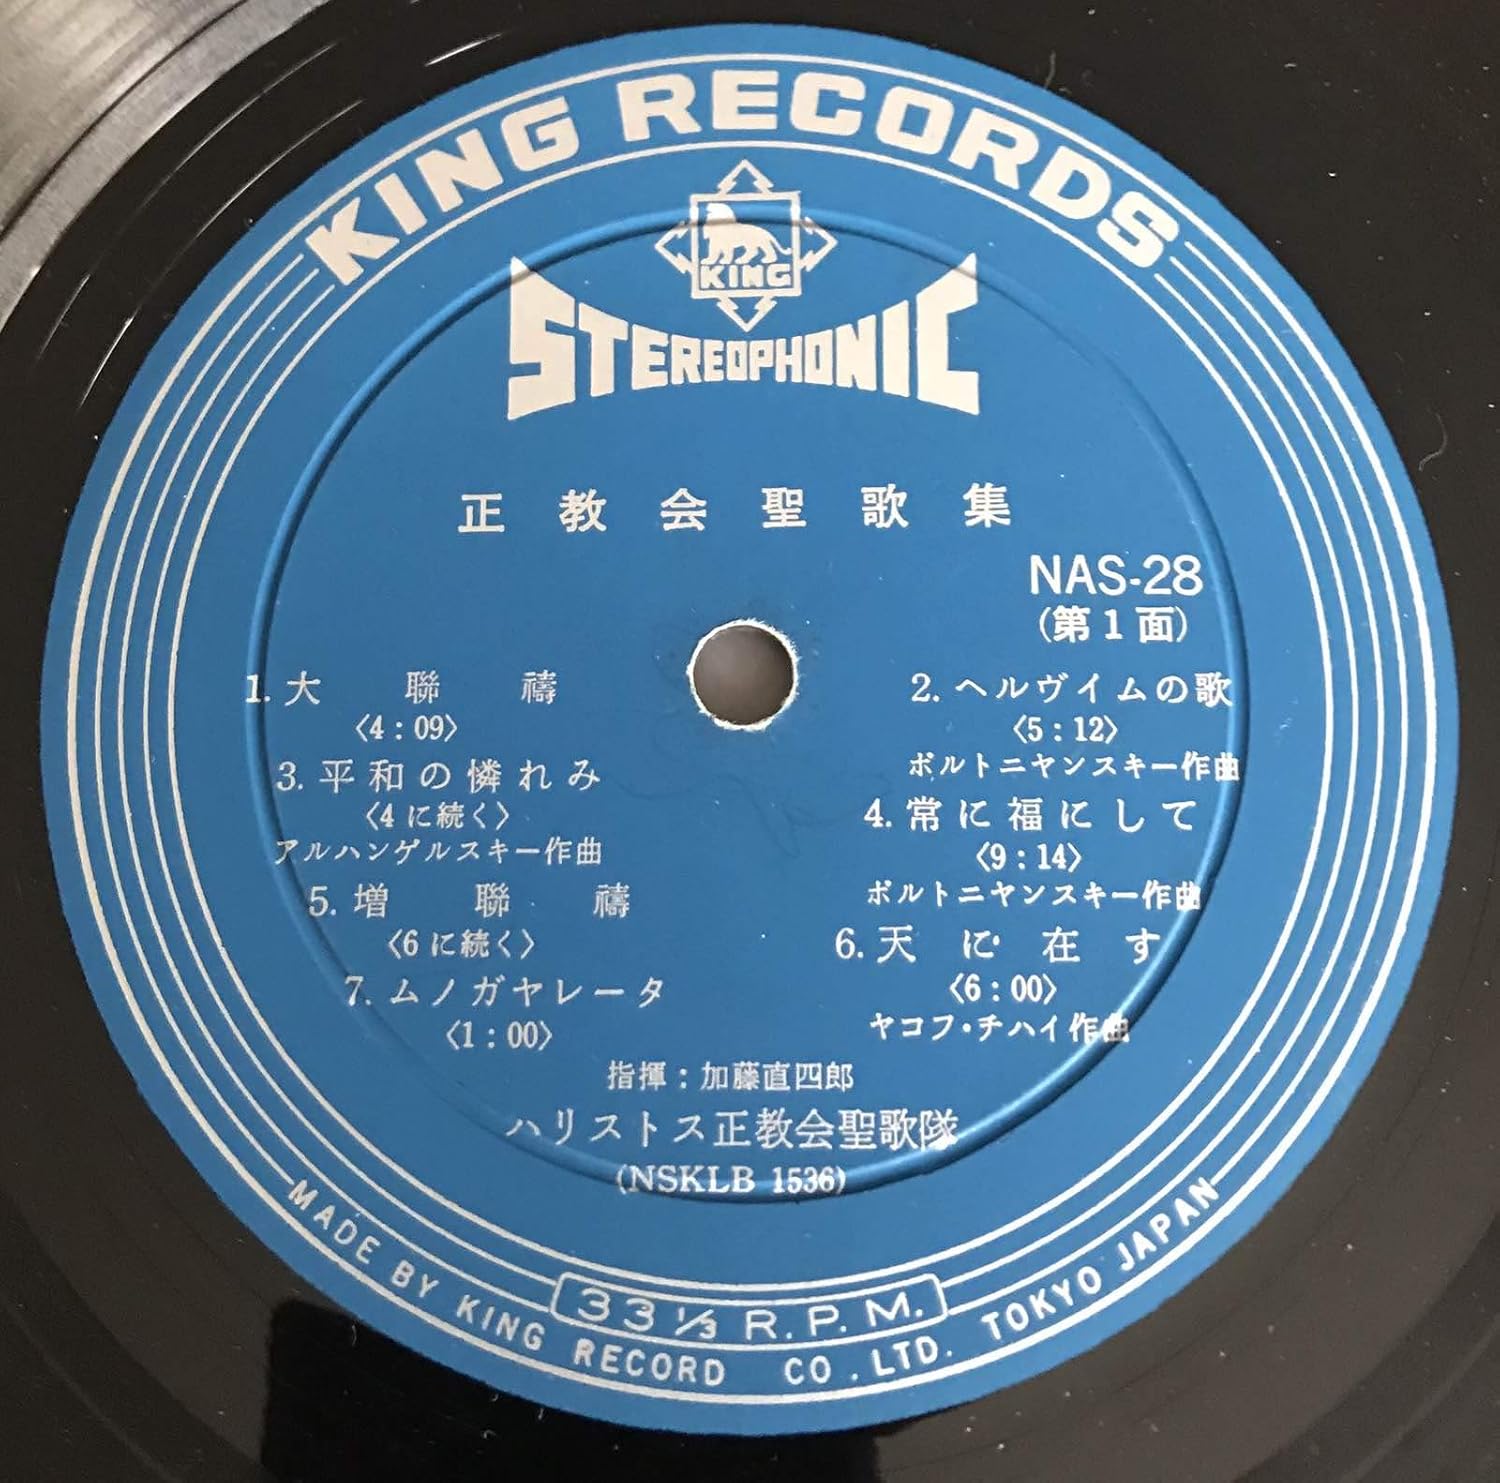 KING RECORDS
KING
STEREOPHONIC
正教会聖歌集
NAS-28
(第1面)
1. 大聯禱
〈4:09〉
2. ヘルヴイムの歌
〈5:12〉
ボルトニヤンスキー作曲
3. 平和の憐れみ
〈4に続く〉
アルハンゲルスキー作曲
4. 常に福にして
〈9:14〉
ボルトニヤンスキー作曲
5. 増聯禱
〈6に続く〉
6. 天に在す
〈6:00〉
ヤコフ・チハイ作曲
7. ムノガヤレータ
〈1:00〉
指揮:加藤直四郎
ハリストス正教会聖歌隊
(NSKLB 1536)
33 1/3 R.P.M.
MADE BY KING RECORD CO.LTD. TOKYO JAPAN